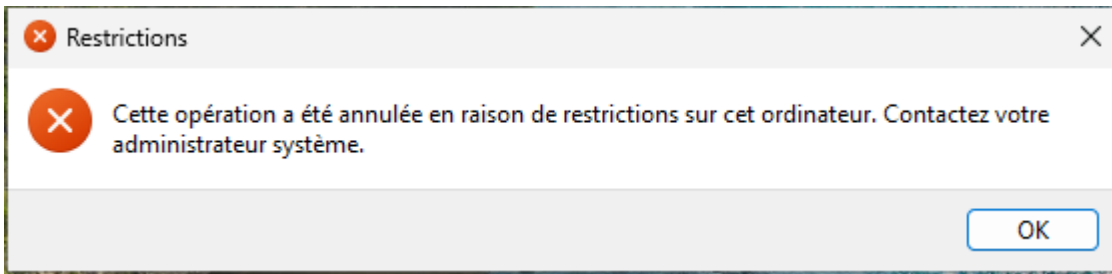 Restrictions
Cette opération a été annulée en raison de restrictions sur cet ordinateur. Contactez votre
administrateur système.
OK